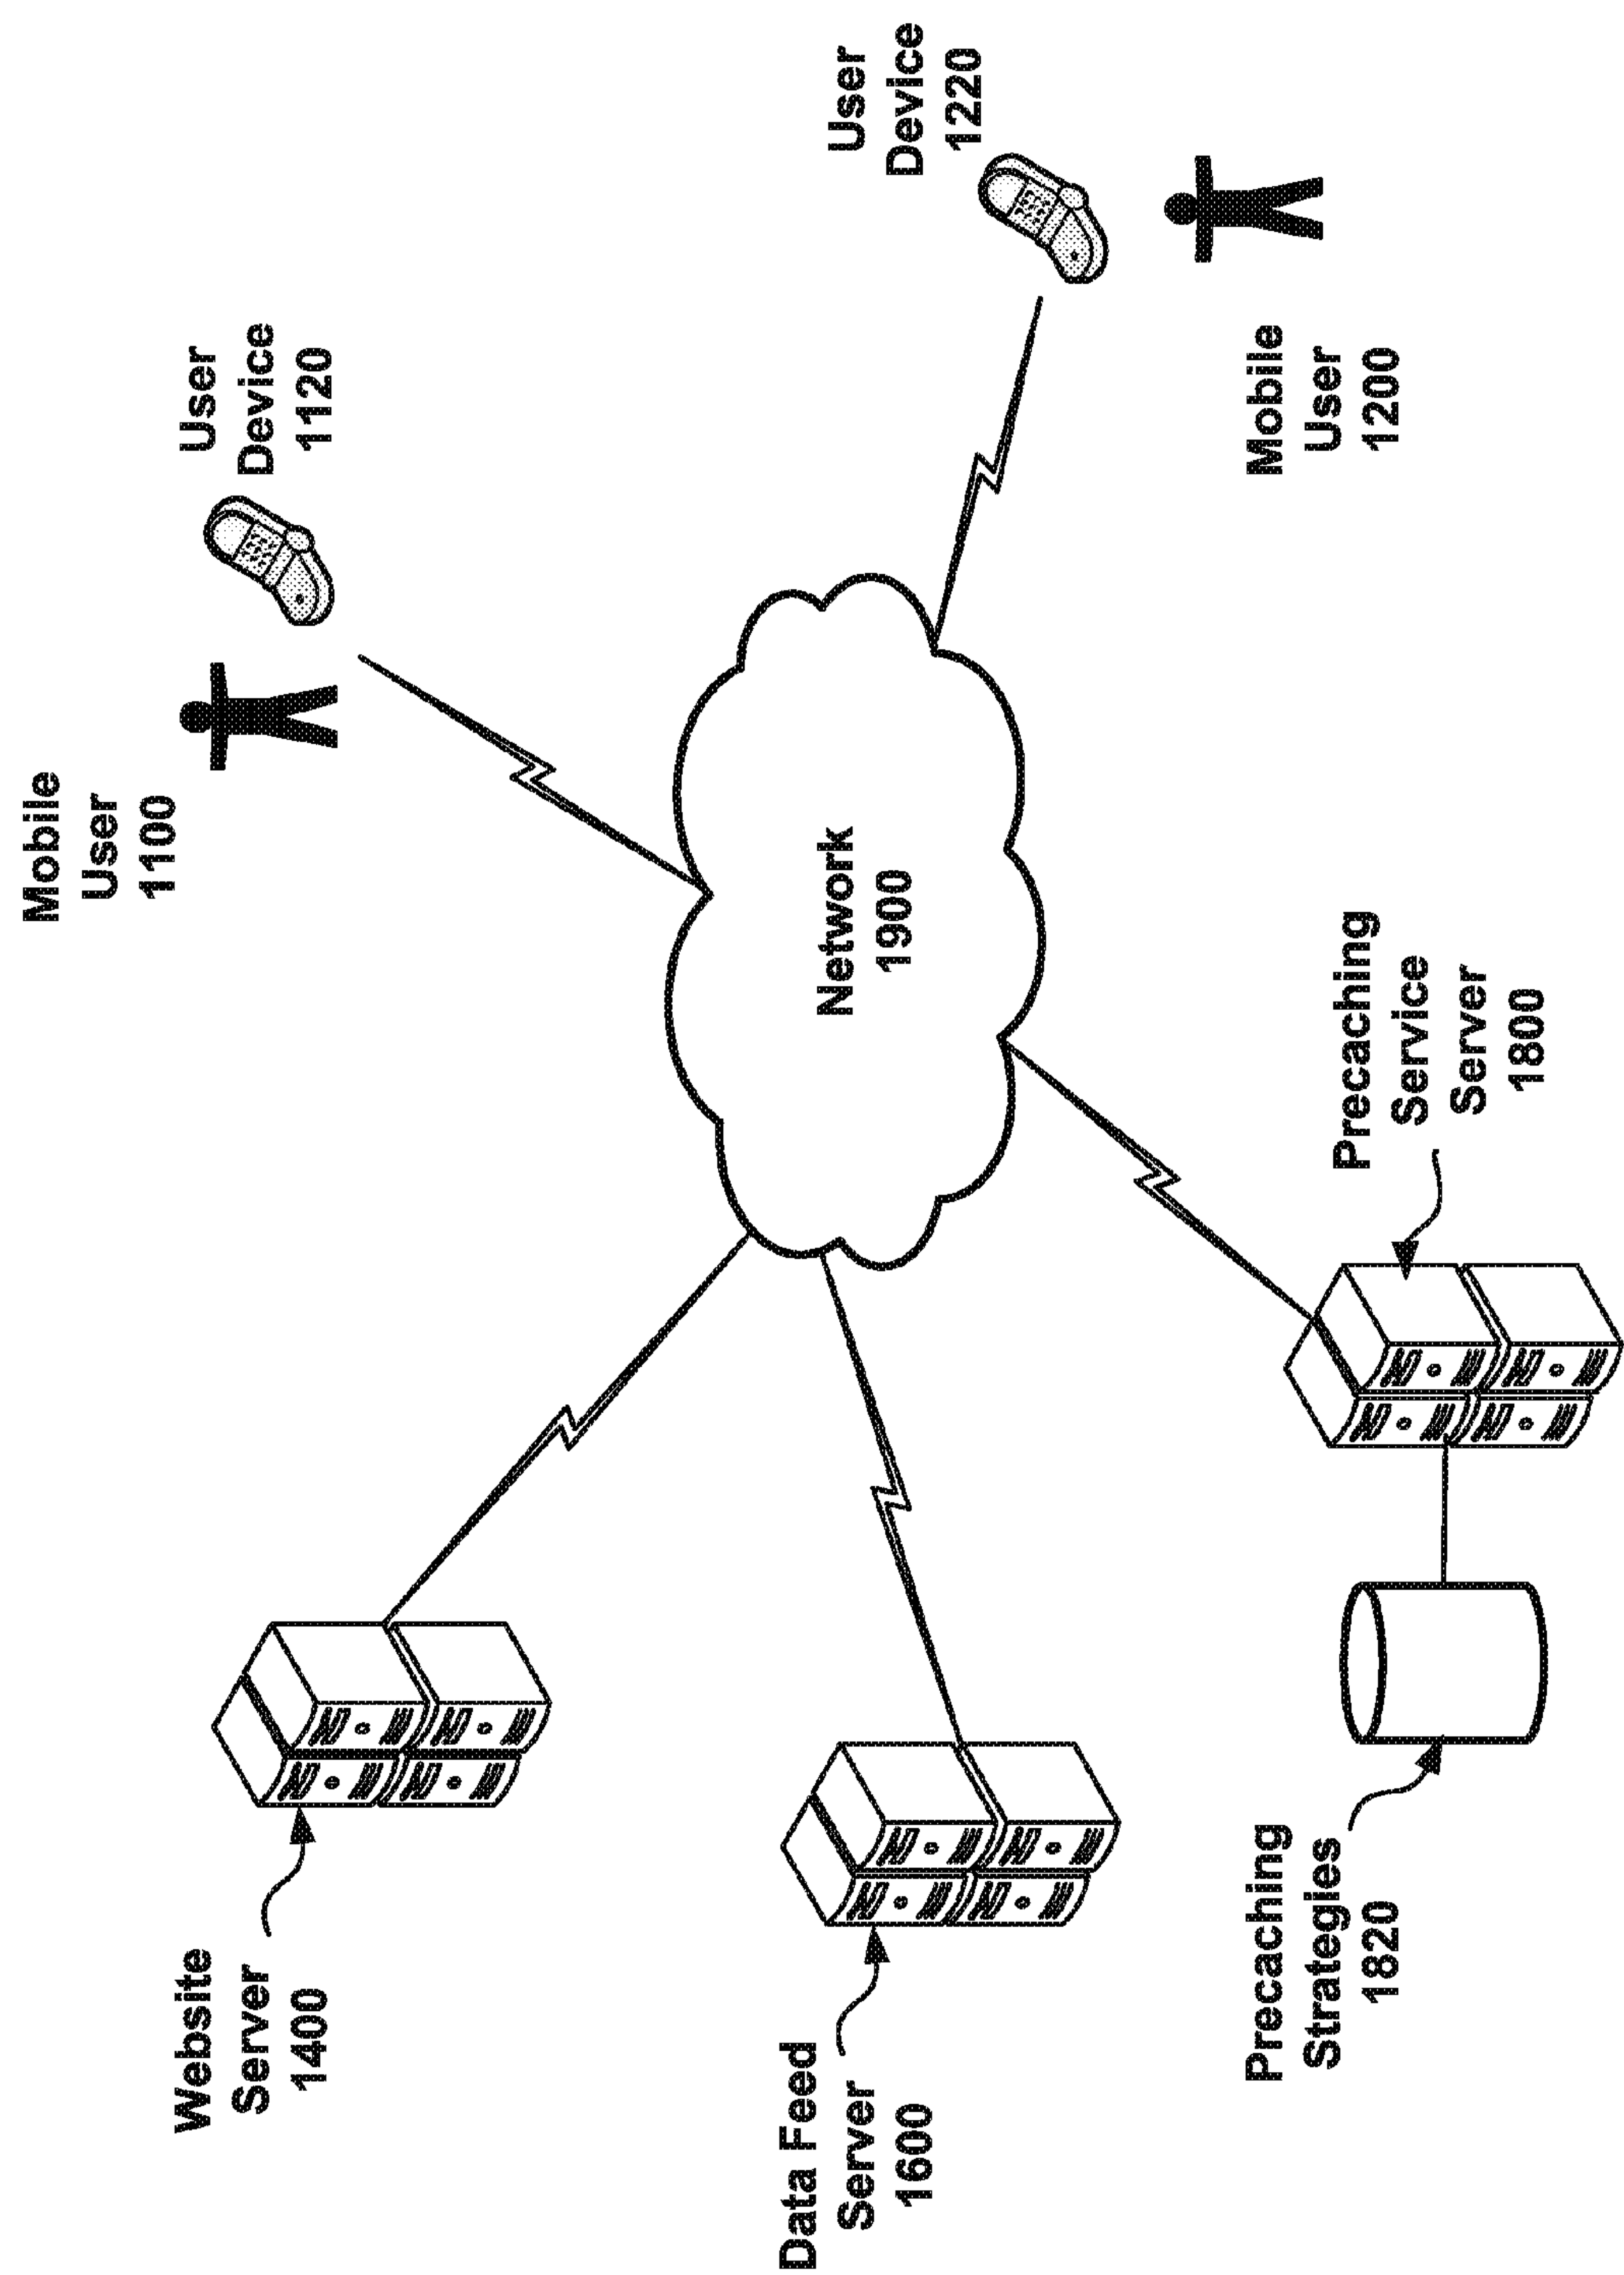 Mobile
User
1100
User
Device
1120
User
Device
1220
Mobile
User
1200
Network
1900
Website
Server
1400
Data Feed
Server
1600
Precaching
Strategies
1820
Precaching
Service
Server
1800